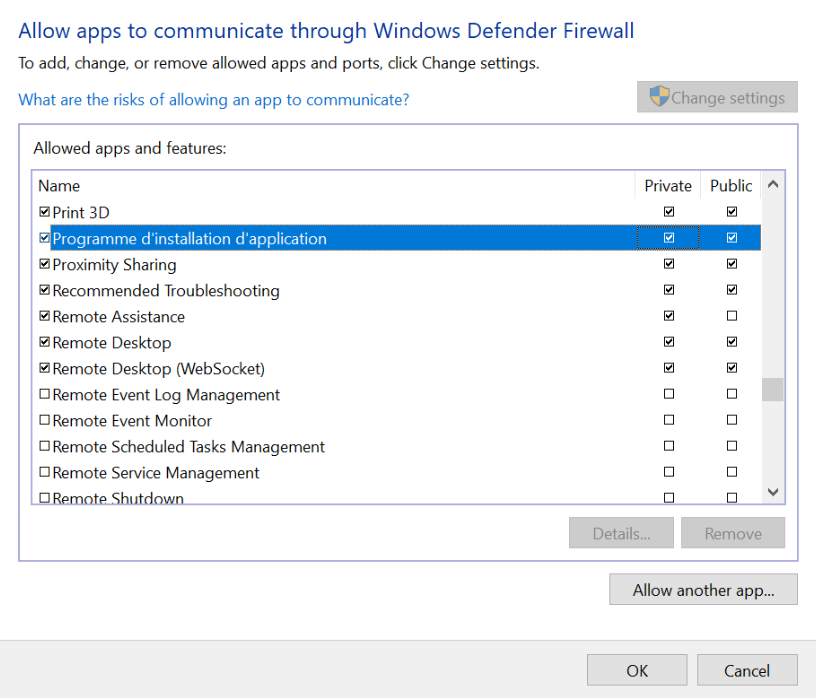 Allow apps to communicate through Windows Defender Firewall
To add, change, or remove allowed apps and ports, click Change settings.
What are the risks of allowing an app to communicate?
Change settings
Allowed apps and features:
Name Private Public
Print 3D
Programme d'installation d'application
Proximity Sharing
Recommended Troubleshooting
Remote Assistance
Remote Desktop
Remote Desktop (WebSocket)
Remote Event Log Management
Remote Event Monitor
Remote Scheduled Tasks Management
Remote Service Management
Remote Shutdown
Details... Remove
Allow another app...
OK Cancel